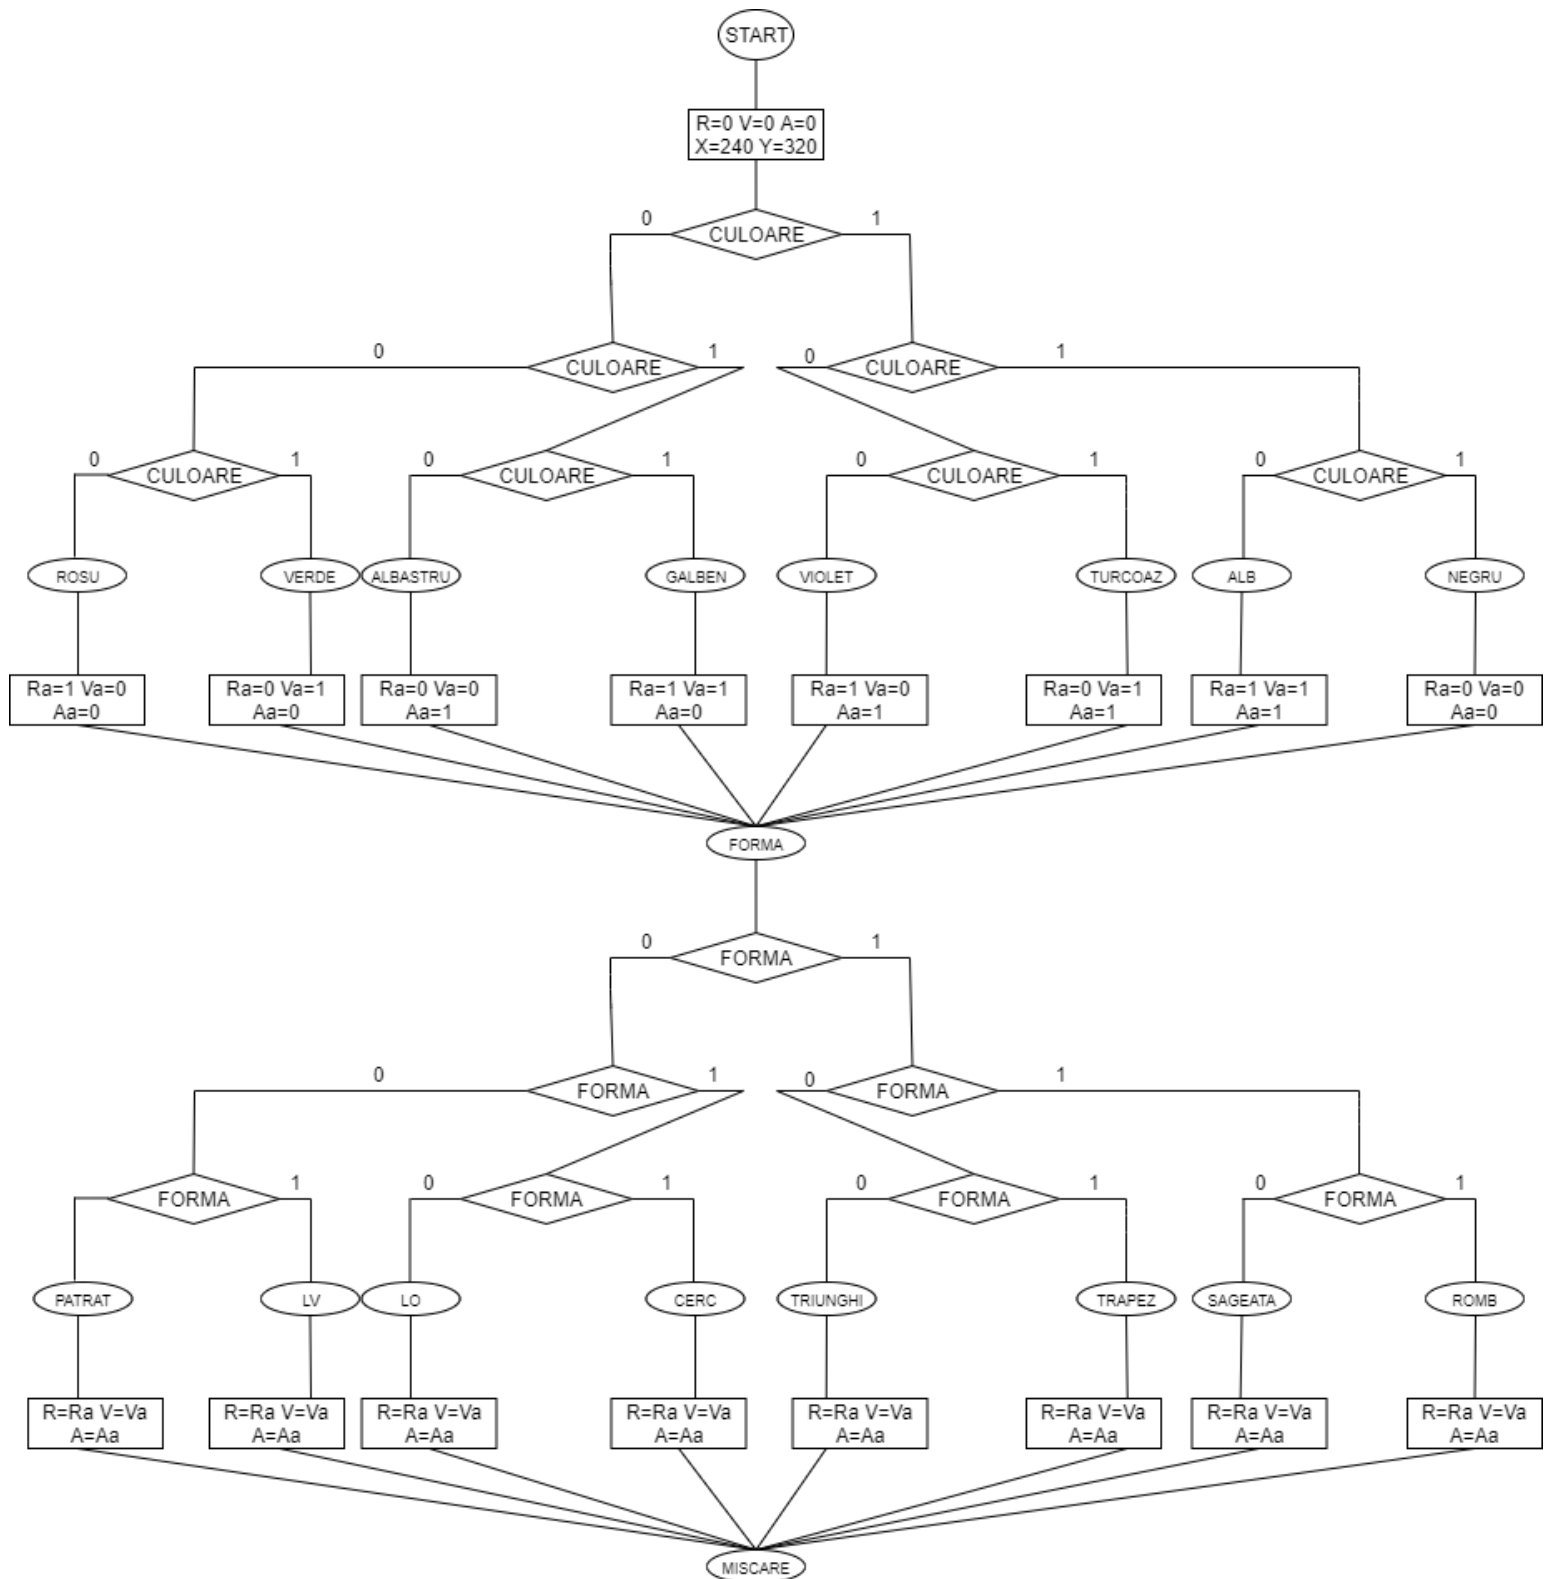 START
R=0 V=0 A=0
X=240 Y=320
0 1
CULOARE
0 1 0 1
CULOARE CULOARE
0 1 0 1 0 1 0 1
CULOARE CULOARE CULOARE CULOARE
ROSU VERDE ALBASTRU GALBEN VIOLET TURCOAZ ALB NEGRU
Ra=1 Va=0 Ra=0 Va=1 Ra=0 Va=0 Ra=1 Va=1 Ra=1 Va=0 Ra=0 Va=1 Ra=1 Va=1 Ra=0 Va=0
Aa=0 Aa=0 Aa=1 Aa=0 Aa=1 Aa=1 Aa=1 Aa=0
FORMA
0 1
FORMA
0 1 0 1
FORMA FORMA
1 0 1 0 1 0 1
FORMA FORMA FORMA FORMA
PATRAT LV LO CERC TRIUNGHI TRAPEZ SAGEATA ROMB
R=Ra V=Va R=Ra V=Va R=Ra V=Va R=Ra V=Va R=Ra V=Va R=Ra V=Va R=Ra V=Va R=Ra V=Va
A=Aa A=Aa A=Aa A=Aa A=Aa A=Aa A=Aa A=Aa
MISCARE